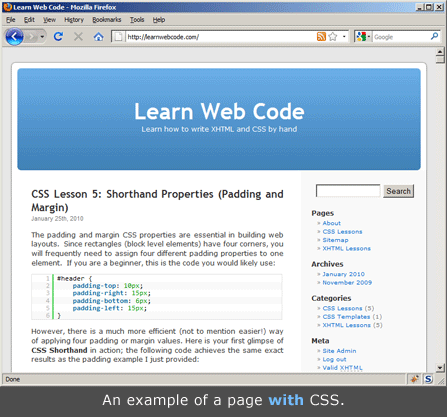 Learn Web Code - Mozilla Firefox
File Edit View History Bookmarks Tools Help
http://learnwebcode.com/
Google
Learn Web Code
Learn how to write XHTML and CSS by hand
CSS Lesson 5: Shorthand Properties (Padding and
Margin)
January 25th, 2010
The padding and margin CSS properties are essential in building web
layouts. Since rectangles (block level elements) have four corners, you
will frequently need to assign four different padding properties to one
element. If you are a beginner, this is the code you would likely use:
1 #header {
2 padding-top: 10px;
3 padding-right: 15px;
4 padding-bottom: 6px;
5 padding-left: 15px;
6 }
However, there is a much more efficient (not to mention easier!) way
of applying four padding or margin values. Here is your first glimpse of
CSS Shorthand in action; the following code achieves the same exact
results as the padding example I just provided:
Search
Pages
» About
» CSS Lessons
» Sitemap
» XHTML Lessons
Archives
» January 2010
» November 2009
Categories
» CSS Lessons (5)
» CSS Templates (1)
» XHTML Lessons (5)
Meta
» Site Admin
» Log out
» Valid XHTML
Done
An example of a page with CSS.